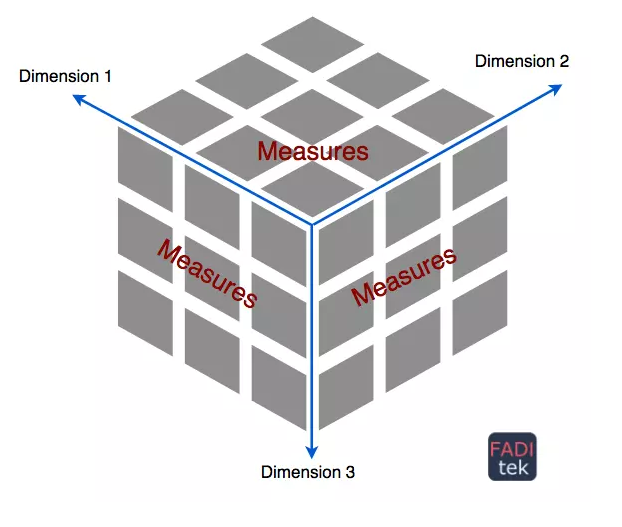 Dimension 2
Dimension 1
Measures
Measures
Measures
Dimension 3
FADI
tek